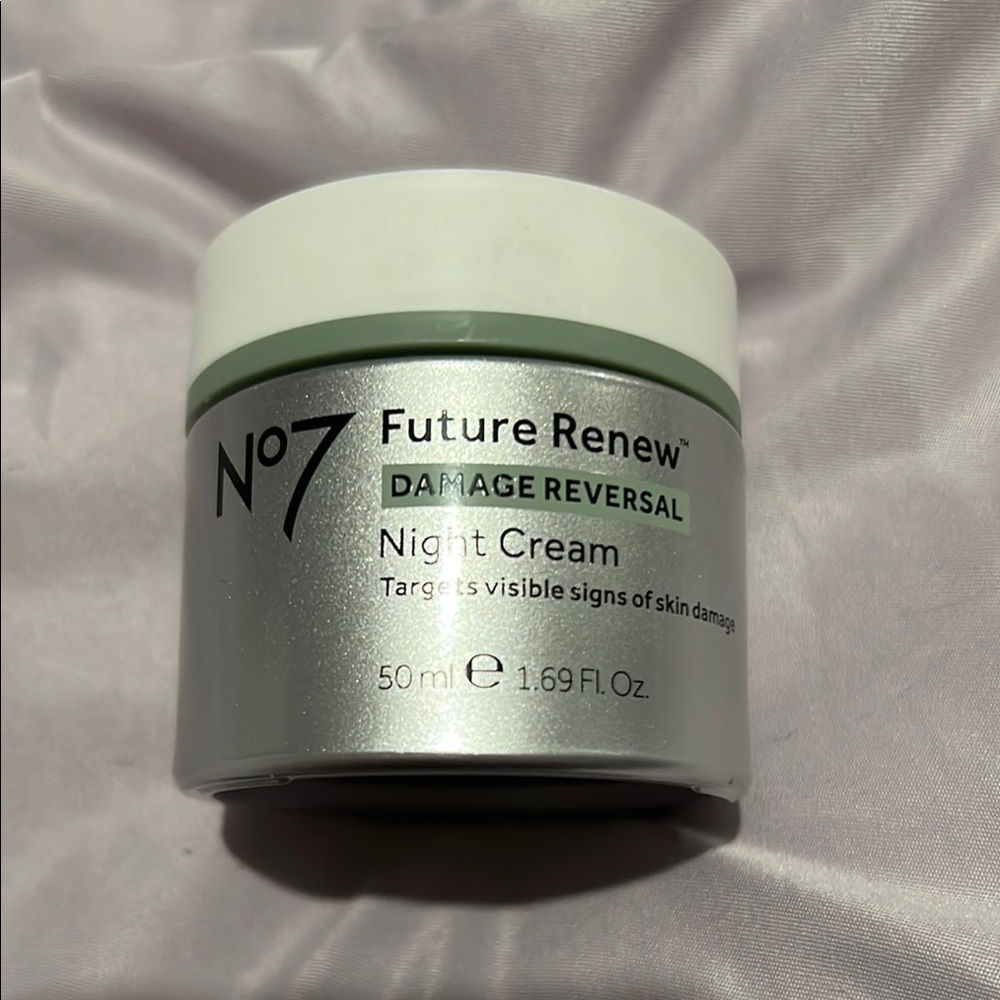 No7
Future Renew™
DAMAGE REVERSAL
Night Cream
Targets visible signs of skin damage
50 ml ℮ 1.69 Fl. Oz.